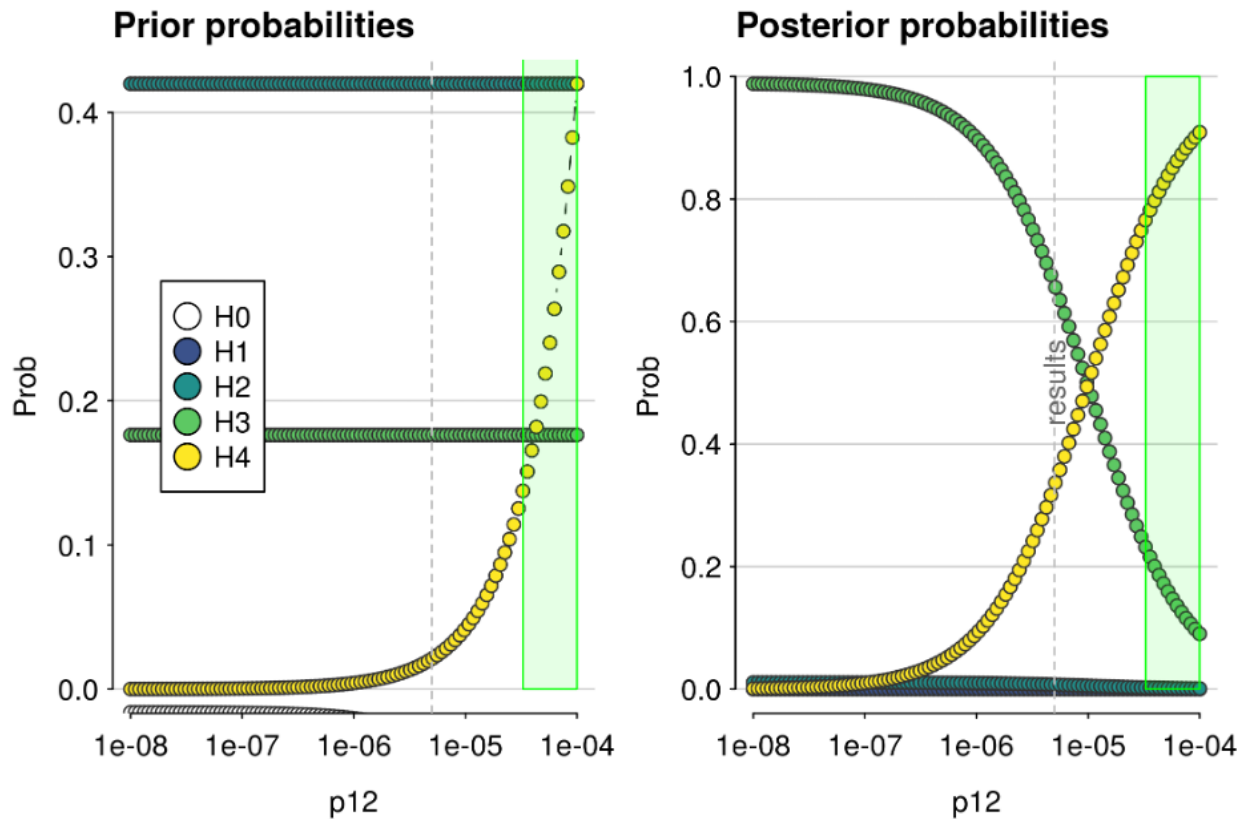 Prior probabilities
Prob
0.4
0.3
0.2
0.1
0.0
H0
H1
H2
H3
H4
1e-08 1e-07 1e-06 1e-05 1e-04
p12
Posterior probabilities
Prob
1.0
0.8
0.6
0.4
0.2
0.0
results
1e-08 1e-07 1e-06 1e-05 1e-04
p12